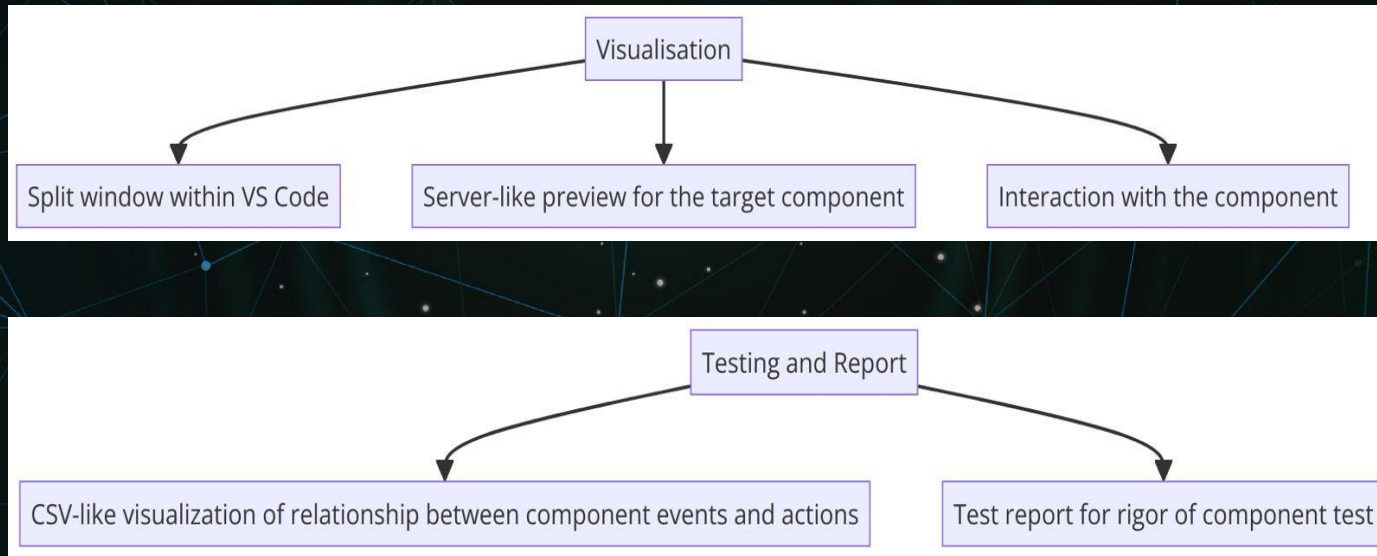 Visualisation
Split window within VS Code
Server-like preview for the target component
Interaction with the component
Testing and Report
CSV-like visualization of relationship between component events and actions
Test report for rigor of component test